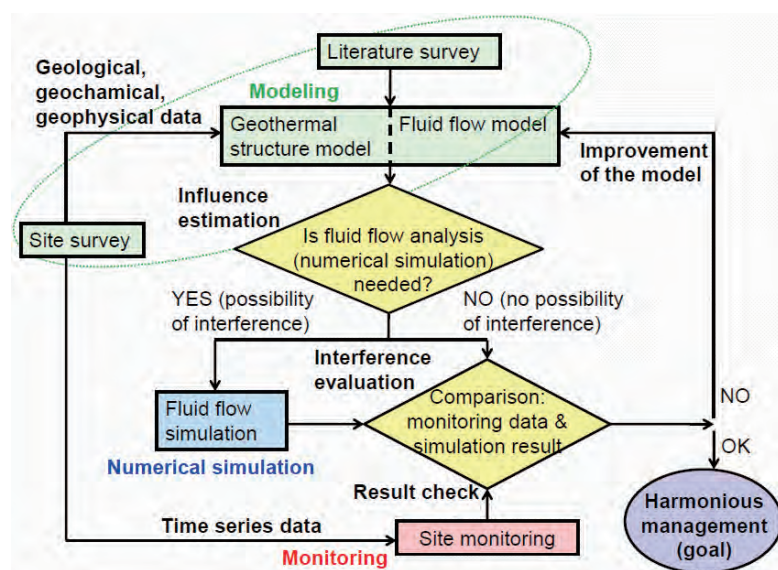 Literature survey
Geological,
geochamical,
geophysical data
Modeling
Geothermal
structure model
Fluid flow model
Improvement
of the model
Influence
estimation
Site survey
Is fluid flow analysis
(numerical simulation)
needed?
YES (possibility
of interference)
NO (no possibility
of interference)
Interference
evaluation
Fluid flow
simulation
Comparison:
monitoring data &
simulation result
NO
OK
Numerical simulation
Result check
Harmonious
management
(goal)
Time series data
Site monitoring
Monitoring